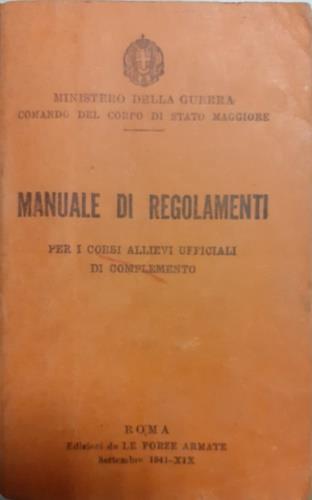 MINISTERO DELLA GUERRA
COMANDO DEL CORPO DI STATO MAGGIORE
MANUALE DI REGOLAMENTI
PER I CORSI ALLIEVI UFFICIALI
DI COMPLEMENTO
ROMA
Edizioni de LE FORZE ARMATE
Settembre 1941-XIX